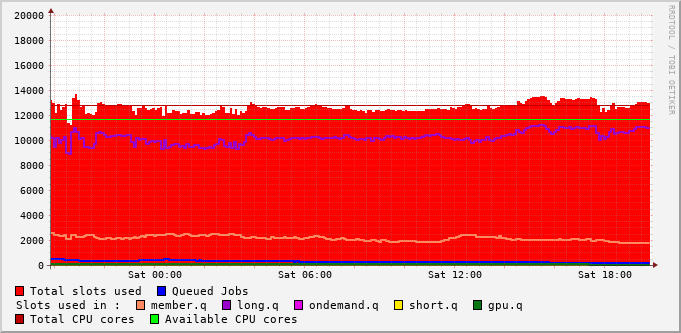 20000
18000
16000
14000
12000
10000
8000
6000
4000
2000
0
Sat 00:00 Sat 06:00 Sat 12:00 Sat 18:00
RRDTOOL / TOBI OETIKER
Total slots used Queued Jobs
Slots used in : member.q long.q ondemand.q short.q gpu.q
Total CPU cores Available CPU cores